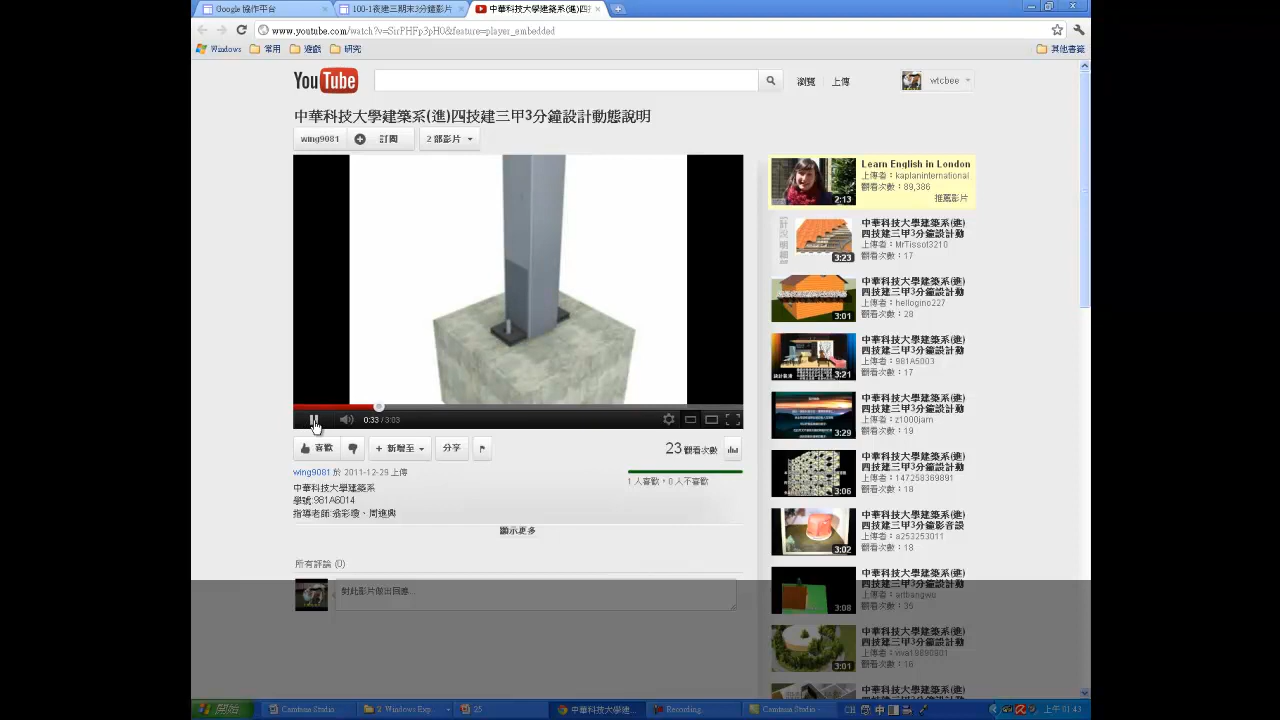 Google 協作平台
100-1夜建三期末3分鐘影片
中華科技大學建築系(進)四
www.youtube.com/watch?v=SirPHFp3pH0&feature=player_embedded
Windows
常用
遊戲
研究
其他書籤
YouTube
瀏覽
上傳
wtcbee
中華科技大學建築系(進)四技建三甲3分鐘設計動態說明
wing9081
訂閱
2 部影片
0:33 / 3:03
喜歡
新增至
分享
23 觀看次數
wing9081 於 2011-12-29 上傳
1 人喜歡,0 人不喜歡
中華科技大學建築系
學號:981A6014
顯示更多
所有評論 (0)
對此影片做出回應...
Learn English in London
上傳者:kaplaninternational
觀看次數:89,386
推薦影片
2:13
中華科技大學建築系(進)
四技建三甲3分鐘設計動
上傳者:MrTissot3210
觀看次數:17
3:23
中華科技大學建築系(進)
四技建三甲3分鐘設計動
上傳者:hellogino227
觀看次數:28
3:01
中華科技大學建築系(進)
四技建三甲3分鐘設計動
上傳者:981A5003
觀看次數:17
3:21
中華科技大學建築系(進)
四技建三甲3分鐘設計動
上傳者:z1000jam
觀看次數:19
3:29
中華科技大學建築系(進)
四技建三甲3分鐘設計動
上傳者:147258369891
觀看次數:18
3:06
中華科技大學建築系(進)
四技建三甲3分鐘影音設
上傳者:a253253011
觀看次數:18
3:02
中華科技大學建築系(進)
四技建三甲3分鐘設計動
上傳者:arthangwu
觀看次數:36
3:08
中華科技大學建築系(進)
四技建三甲3分鐘設計動
觀看次數:16
3:01
中華科技大學建築系(進)
四技建三甲3分鐘設計動
開始
Camtasia Studio
2 Windows Exp...
25
中華科技大學建...
Recording...
Camtasia Studio -
CH
中
上午 01:43